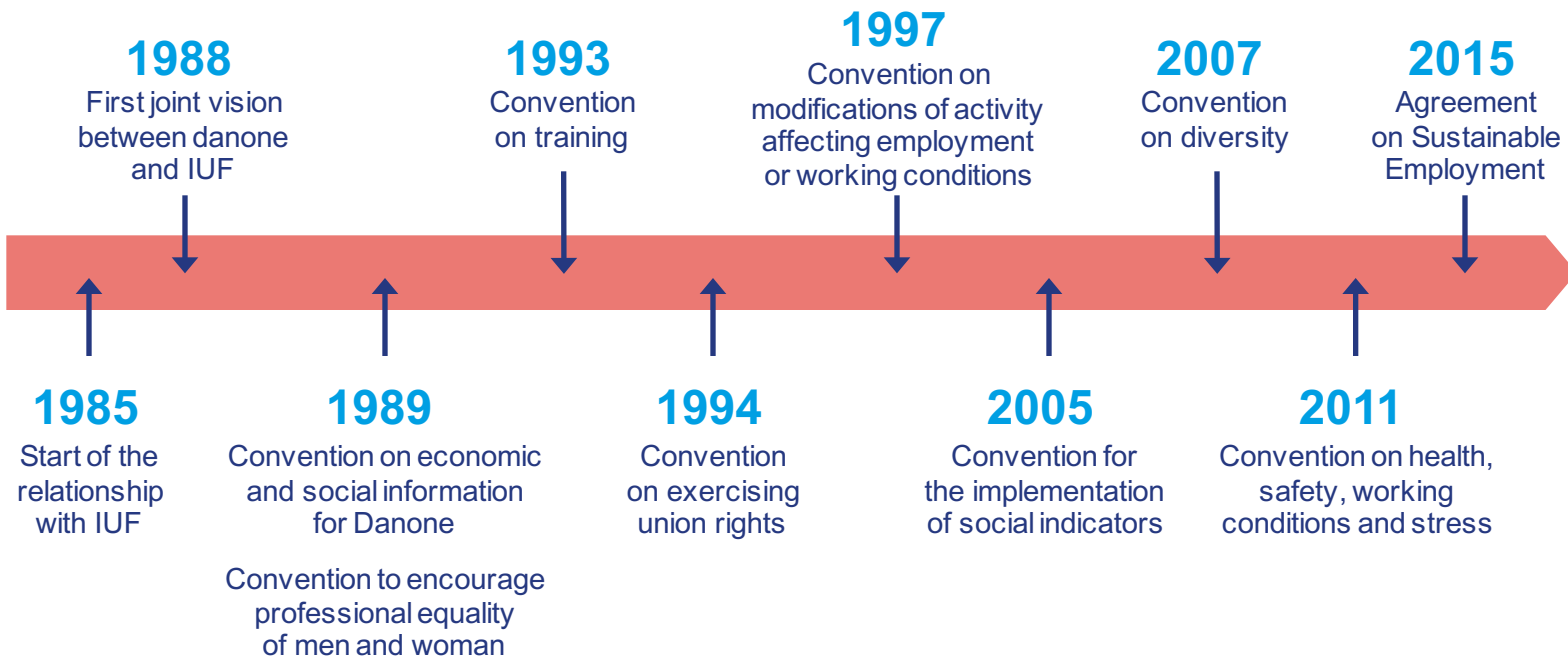 1988
First joint vision
between danone
and IUF
1993
Convention
on training
1997
Convention on
modifications of activity
affecting employment
or working conditions
2007
Convention
on diversity
2015
Agreement
on Sustainable
Employment
1985
Start of the
relationship
with IUF
1989
Convention on economic
and social information
for Danone
Convention to encourage
professional equality
of men and woman
1994
Convention
on exercising
union rights
2005
Convention for
the implementation
of social indicators
2011
Convention on health,
safety, working
conditions and stress